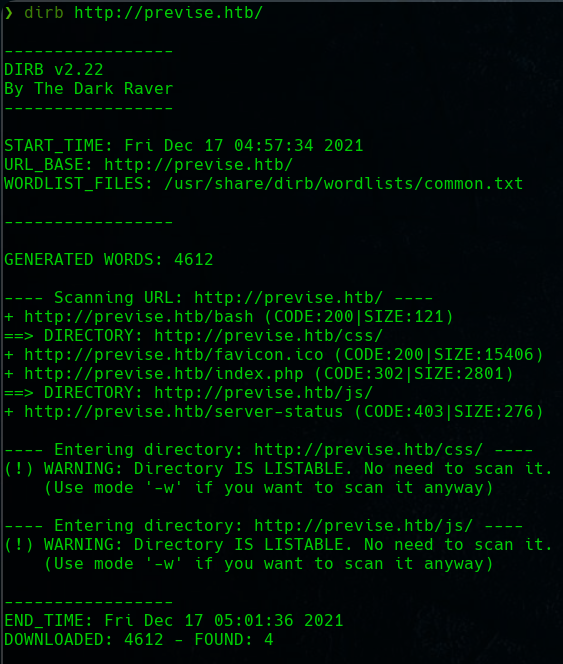 ❯ dirb http://previse.htb/
-----------------
DIRB v2.22
By The Dark Raver
-----------------
START_TIME: Fri Dec 17 04:57:34 2021
URL_BASE: http://previse.htb/
WORDLIST_FILES: /usr/share/dirb/wordlists/common.txt
-----------------
GENERATED WORDS: 4612
---- Scanning URL: http://previse.htb/ ----
+ http://previse.htb/bash (CODE:200|SIZE:121)
==> DIRECTORY: http://previse.htb/css/
+ http://previse.htb/favicon.ico (CODE:200|SIZE:15406)
+ http://previse.htb/index.php (CODE:302|SIZE:2801)
==> DIRECTORY: http://previse.htb/js/
+ http://previse.htb/server-status (CODE:403|SIZE:276)
---- Entering directory: http://previse.htb/css/ ----
(!) WARNING: Directory IS LISTABLE. No need to scan it.
    (Use mode '-w' if you want to scan it anyway)
---- Entering directory: http://previse.htb/js/ ----
(!) WARNING: Directory IS LISTABLE. No need to scan it.
    (Use mode '-w' if you want to scan it anyway)
-----------------
END_TIME: Fri Dec 17 05:01:36 2021
DOWNLOADED: 4612 - FOUND: 4